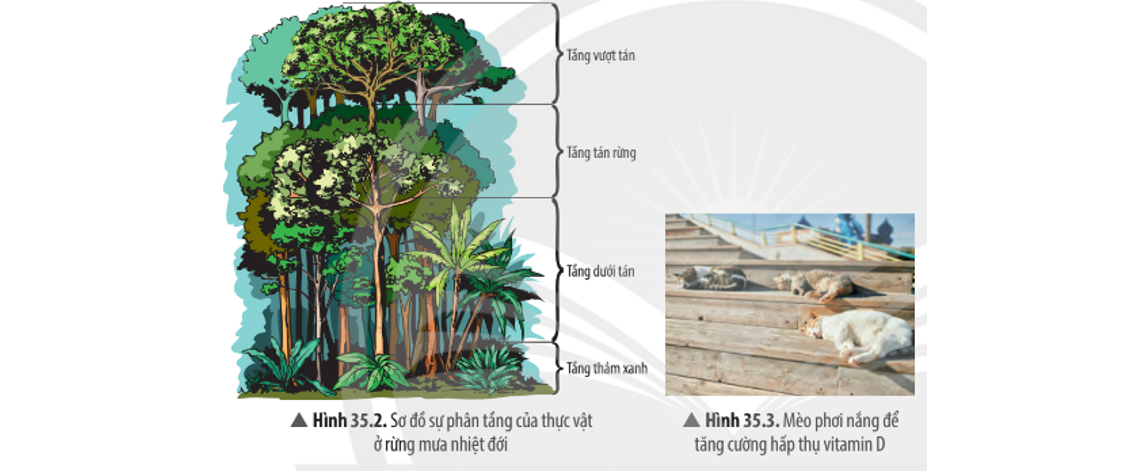 Tầng vượt tán
Tầng tán rừng
Tầng dưới tán
Tầng thảm xanh
▲ Hình 35.2. Sơ đồ sự phân tầng của thực vật
ở rừng mưa nhiệt đới
▲ Hình 35.3. Mèo phơi nắng để
tăng cường hấp thụ vitamin D